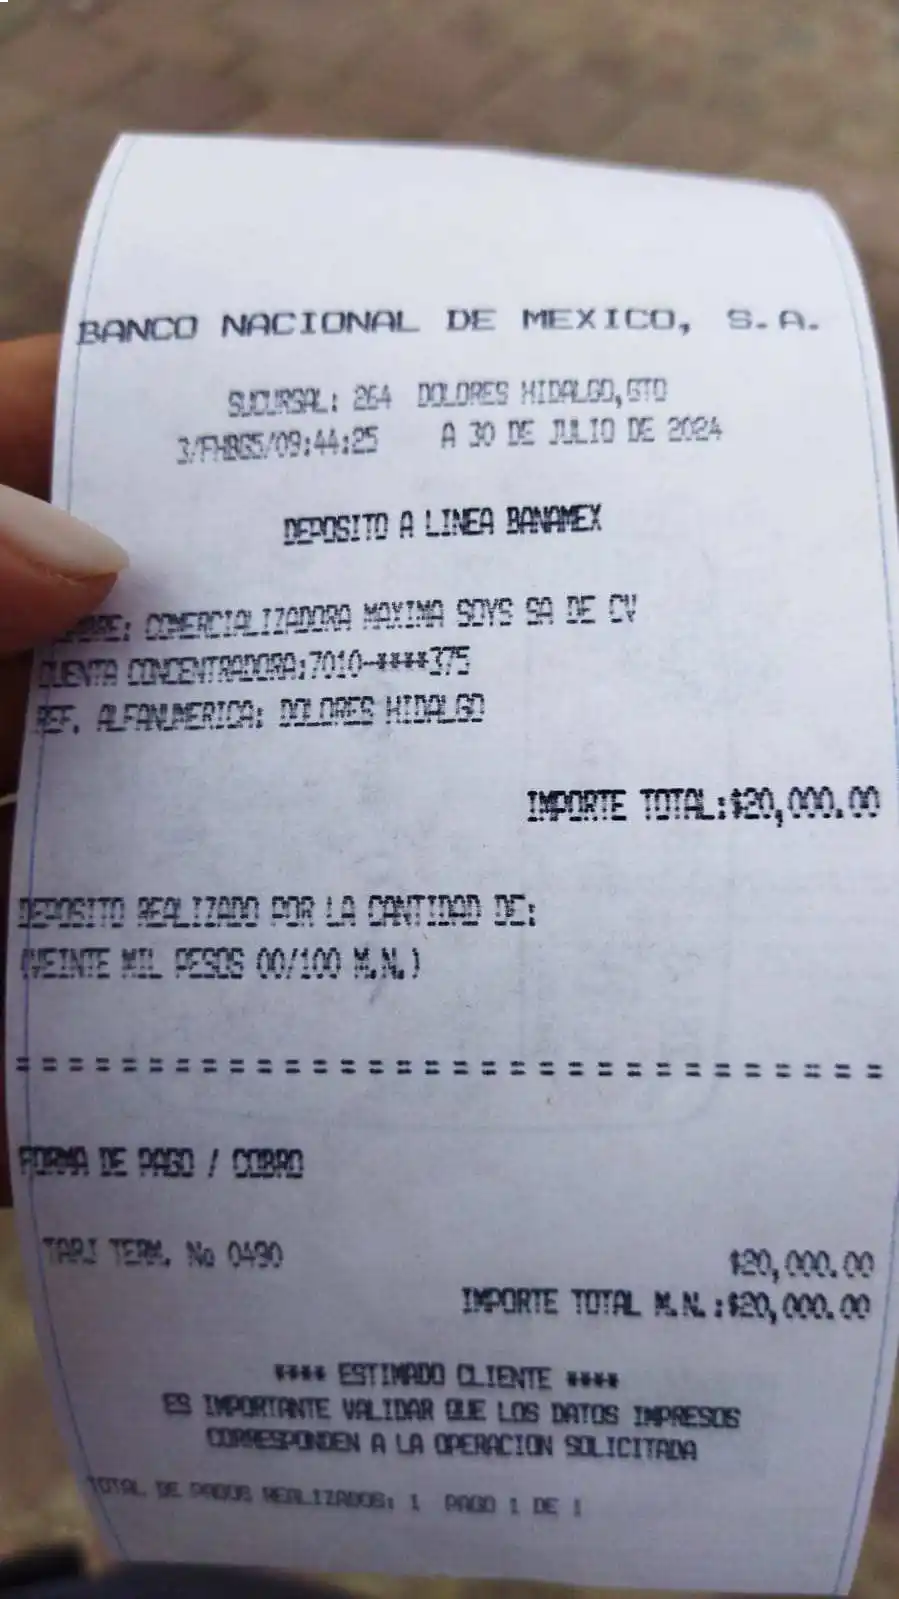 BANCO NACIONAL DE MEXICO, S.A.
SUCURSAL: 264 DOLORES HIDALGO,GTO
3/FHBG5/09:44:25 A 30 DE JULIO DE 2024
DEPOSITO A LINEA BANAMEX
MBRE: COMERCIALIZADORA MAXIMA SOYS SA DE CV
CUENTA CONCENTRADORA:7010-****375
REF. ALFANUMERICA: DOLORES HIDALGO
IMPORTE TOTAL:$20,000.00
DEPOSITO REALIZADO POR LA CANTIDAD DE:
(VEINTE MIL PESOS 00/100 M.N.)
================================
FORMA DE PAGO / COBRO
TARJ TERM. No 0490 $20,000.00
IMPORTE TOTAL M.N.:$20,000.00
**** ESTIMADO CLIENTE ****
ES IMPORTANTE VALIDAR QUE LOS DATOS IMPRESOS
CORRESPONDEN A LA OPERACION SOLICITADA
TOTAL DE PAGOS REALIZADOS: 1 PAGO 1 DE 1